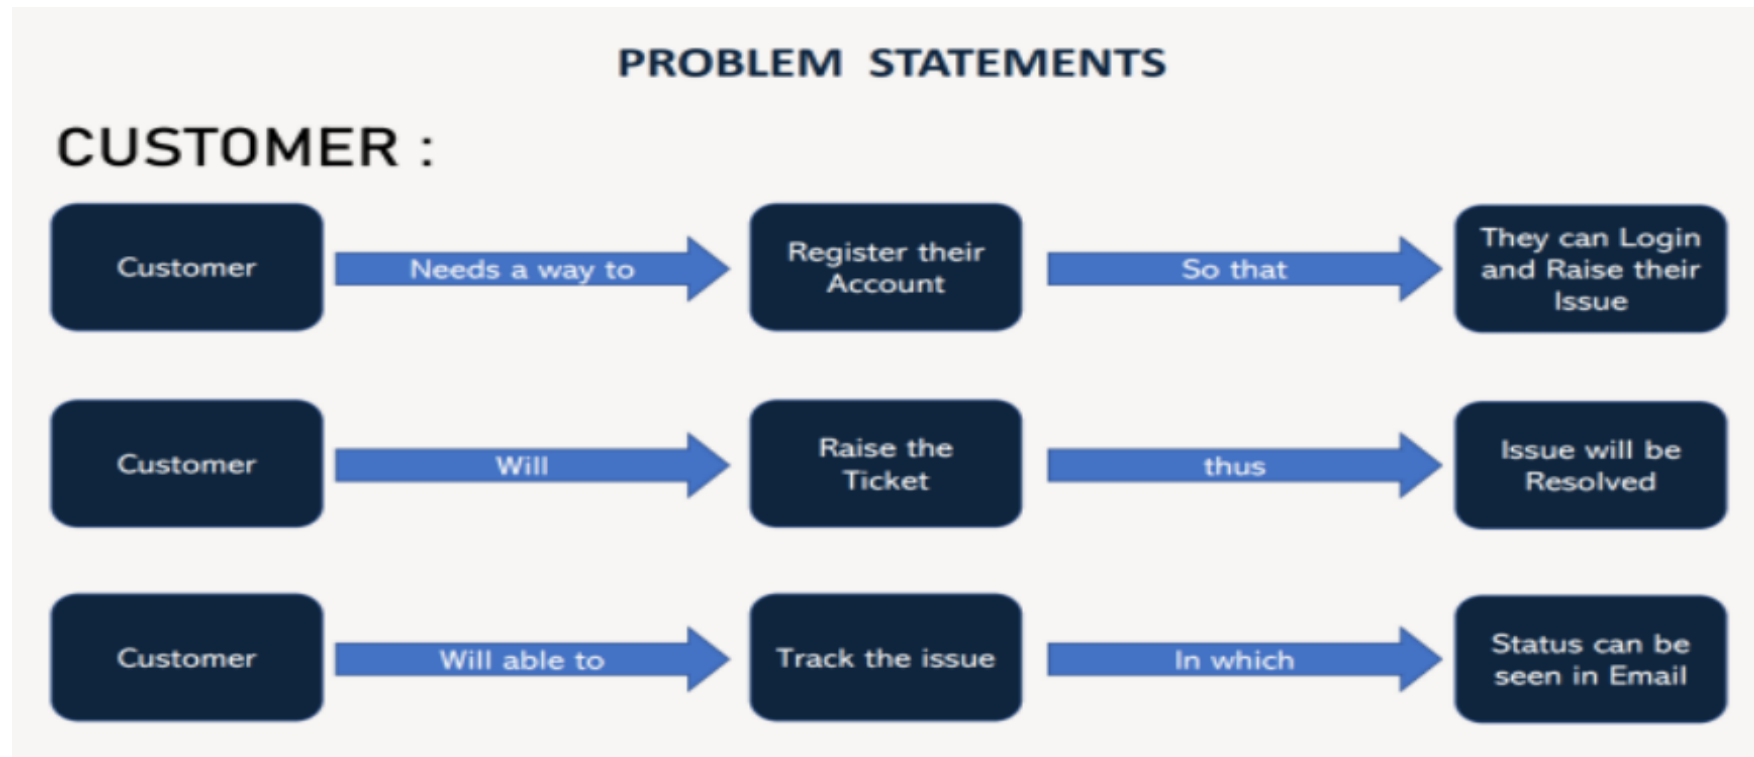 PROBLEM STATEMENTS
CUSTOMER :
Customer
Needs a way to
Register their
Account
So that
They can Login
and Raise their
Issue
Customer
Will
Raise the
Ticket
thus
Issue will be
Resolved
Customer
Will able to
Track the issue
In which
Status can be
seen in Email